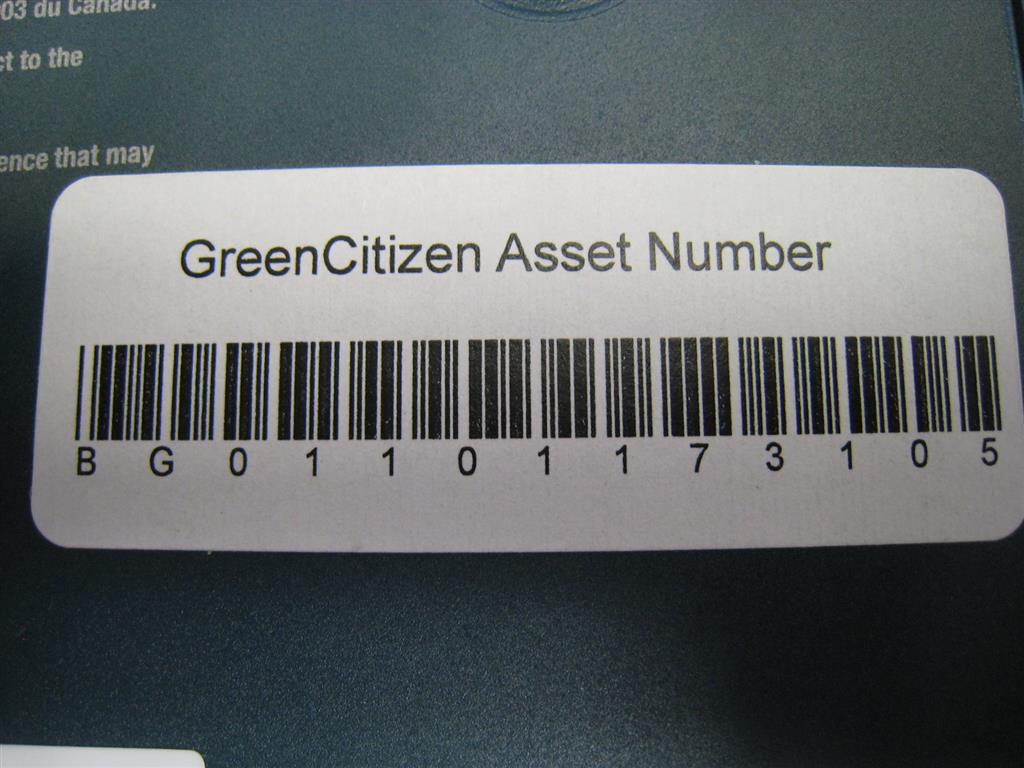 03 du Canada.
ct to the
ence that may
GreenCitizen Asset Number
B G 0 1 1 0 1 1 7 3 1 0 5